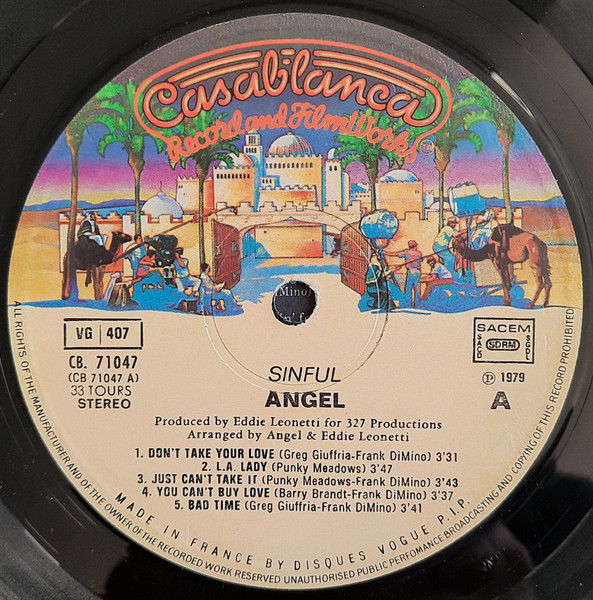 Casablanca
Record and FilmWorks
(Mino)
VG 407
CB. 71047
(CB 71047 A)
33 TOURS
STEREO
SACEM
SACD SDRM SGDL
℗ 1979
A
SINFUL
ANGEL
Produced by Eddie Leonetti for 327 Productions
Arranged by Angel & Eddie Leonetti
1. DON'T TAKE YOUR LOVE (Greg Giuffria-Frank DiMino) 3'31
2. L.A. LADY (Punky Meadows) 3'47
3. JUST CAN'T TAKE IT (Punky Meadows-Frank DiMino) 3'43
4. YOU CAN'T BUY LOVE (Barry Brandt-Frank DiMino) 3'37
5. BAD TIME (Greg Giuffria-Frank DiMino) 3'41
MADE IN FRANCE BY DISQUES VOGUE P.I.P.
ALL RIGHTS OF THE MANUFACTURER AND OF THE OWNER OF THE RECORDED WORK RESERVED UNAUTHORISED PUBLIC PERFOMANCE BROADCASTING AND COPYING OF THIS RECORD PROHIBITED